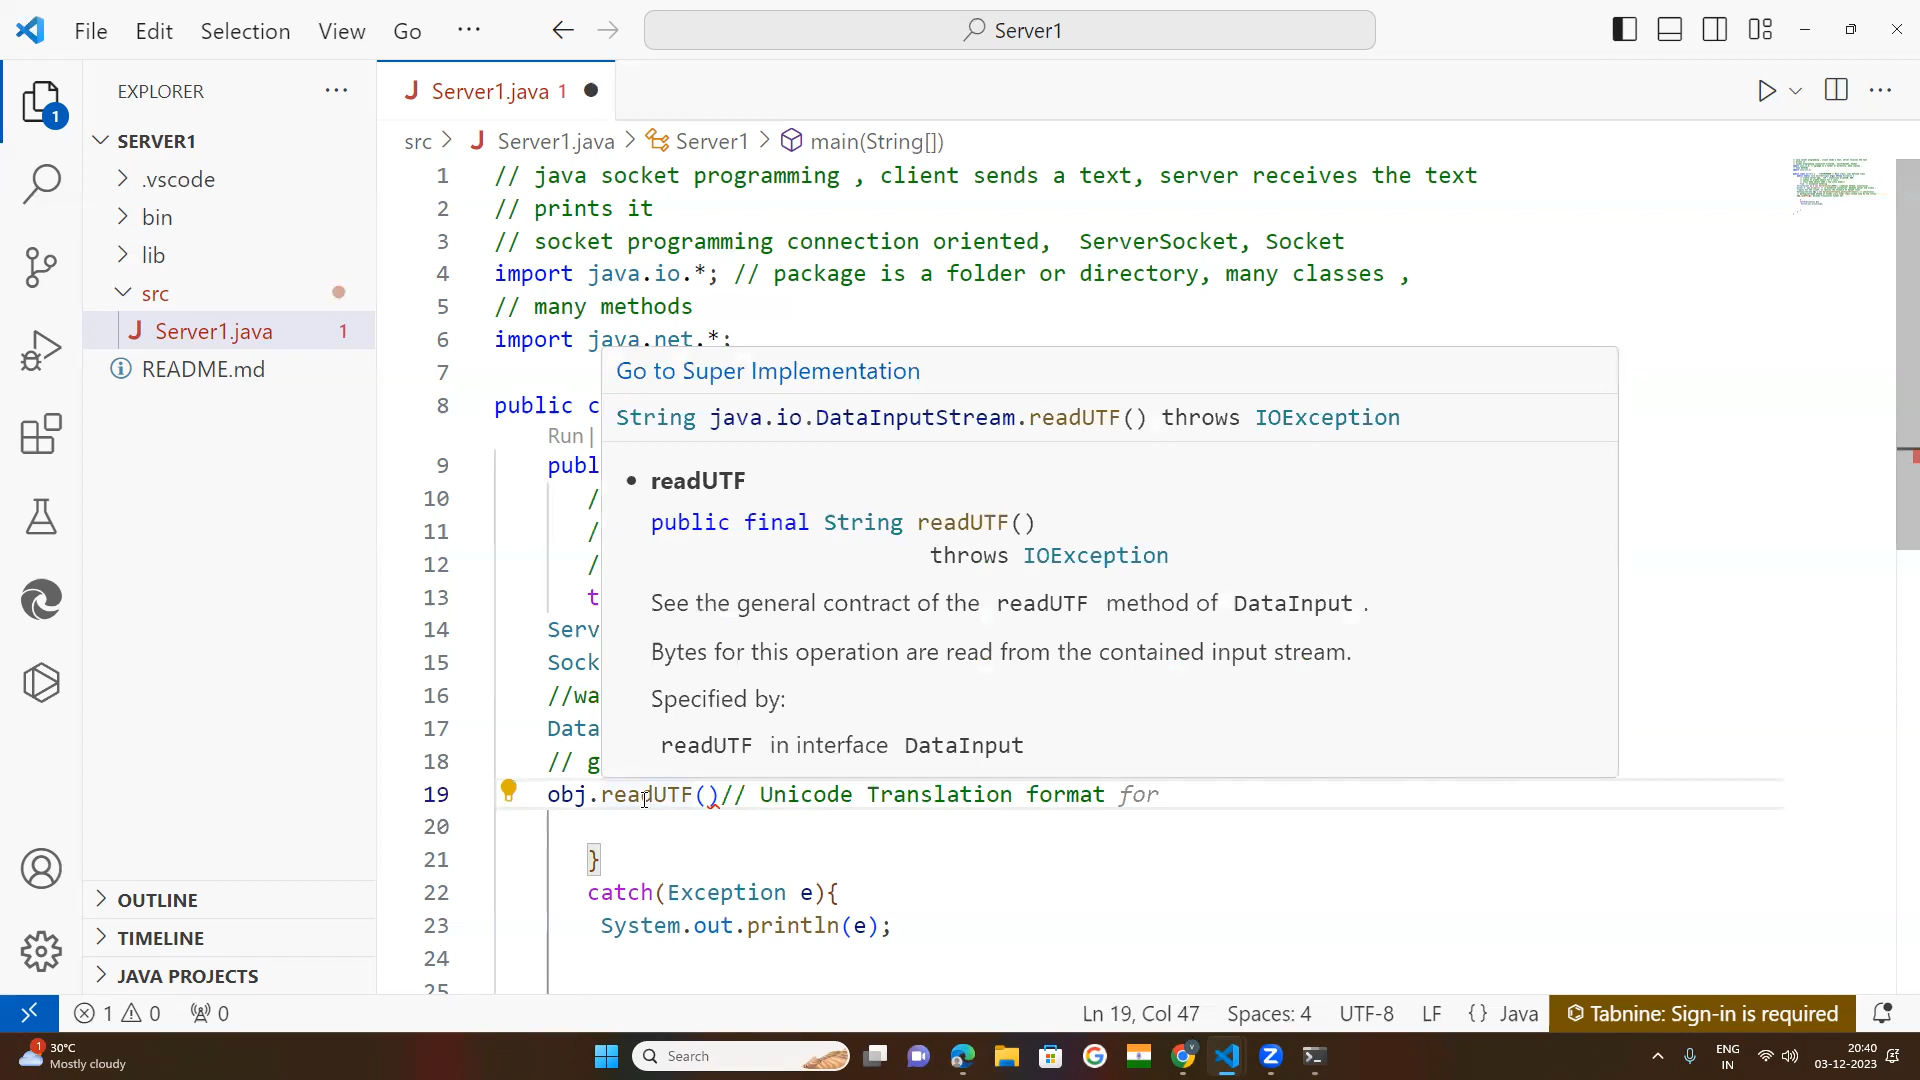 File Edit Selection View Go ··· Server1
EXPLORER ···
SERVER1
.vscode
bin
lib
src
J Server1.java 1
README.md
OUTLINE
TIMELINE
JAVA PROJECTS
J Server1.java 1
src > J Server1.java > Server1 > main(String[])
1 // java socket programming , client sends a text, server receives the text
2 // prints it
3 // socket programming connection oriented,  ServerSocket, Socket
4 import java.io.*; // package is a folder or directory, many classes ,
5 // many methods
6 import java.net.*;
7
8 public c
Run |
9 publ
10 /
11 /
12 /
13 t
14 Serv
15 Sock
16 //wa
17 Data
18 // g
19 obj.readUTF()// Unicode Translation format for
20
21 }
22 catch(Exception e){
23 System.out.println(e);
24
25
Go to Super Implementation
String java.io.DataInputStream.readUTF() throws IOException
• readUTF
public final String readUTF()
throws IOException
See the general contract of the readUTF method of DataInput .
Bytes for this operation are read from the contained input stream.
Specified by:
readUTF in interface DataInput
1 0 0 Ln 19, Col 47 Spaces: 4 UTF-8 LF {} Java Tabnine: Sign-in is required
1
30°C
Mostly cloudy
Search
ENG
IN
20:40
03-12-2023